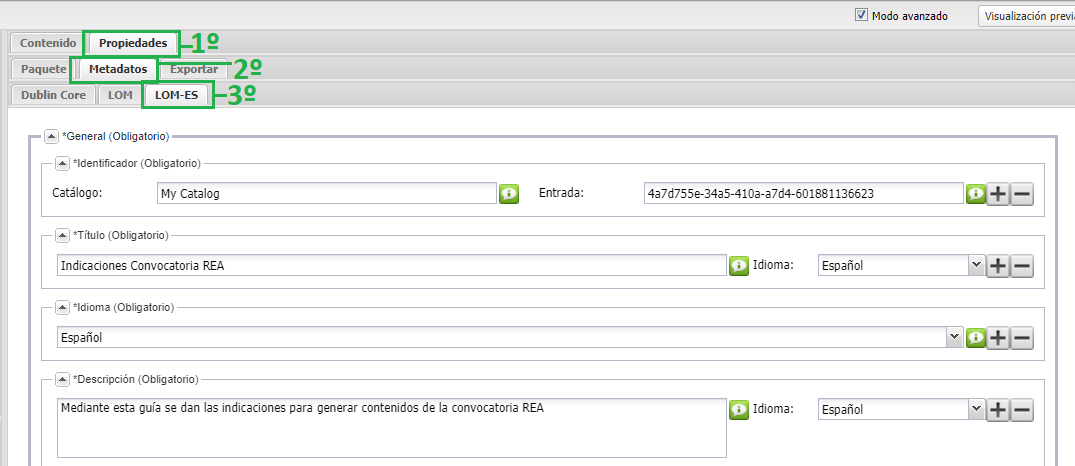 Modo avanzado Visualización previa
Contenido Propiedades 1º
Paquete Metadatos Exportar 2º
Dublin Core LOM LOM-ES 3º
*General (Obligatorio)
*Identificador (Obligatorio)
Catálogo: My Catalog Entrada: 4a7d755e-34a5-410a-a7d4-601881136623
*Título (Obligatorio)
Indicaciones Convocatoria REA Idioma: Español
*Idioma (Obligatorio)
Español
*Descripción (Obligatorio)
Mediante esta guía se dan las indicaciones para generar contenidos de la convocatoria REA Idioma: Español